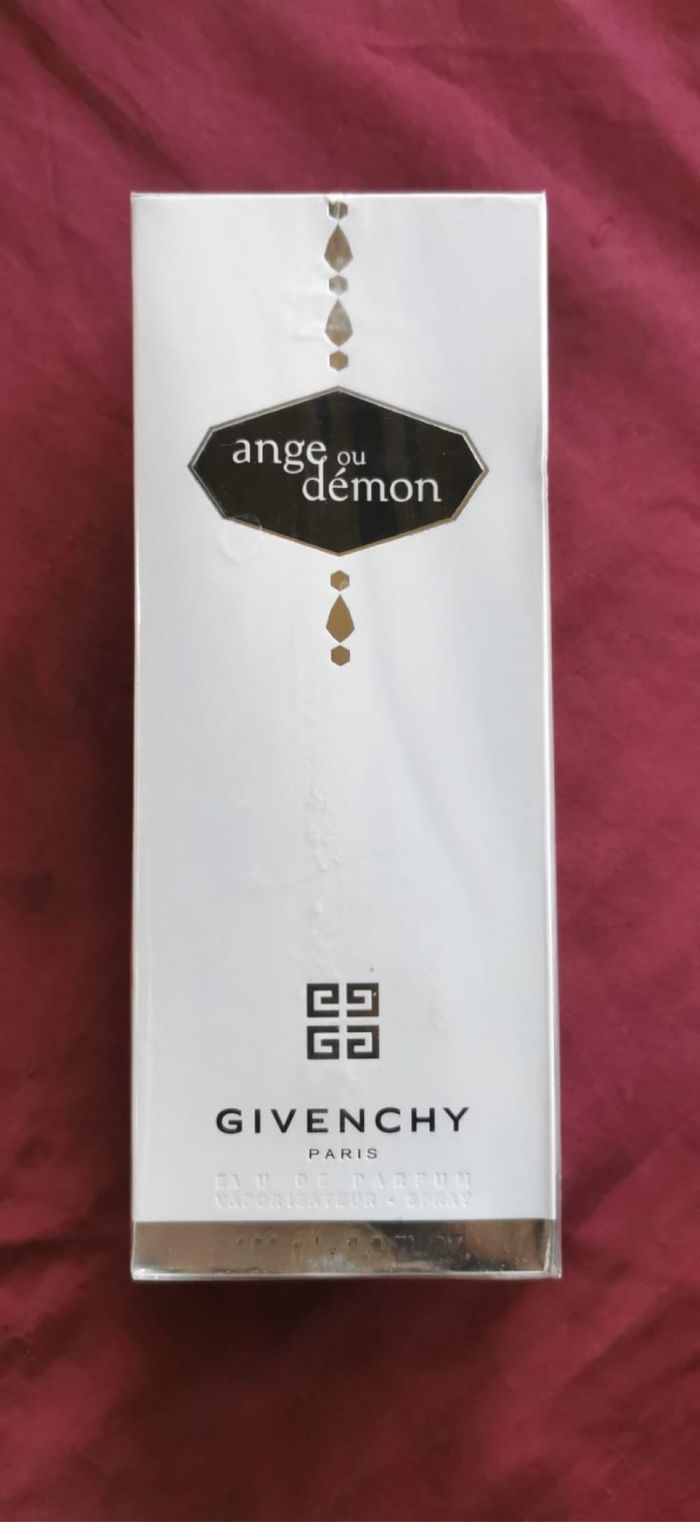 ange ou
démon
GIVENCHY
PARIS
EAU DE PARFUM
VAPORISATEUR - SPRAY